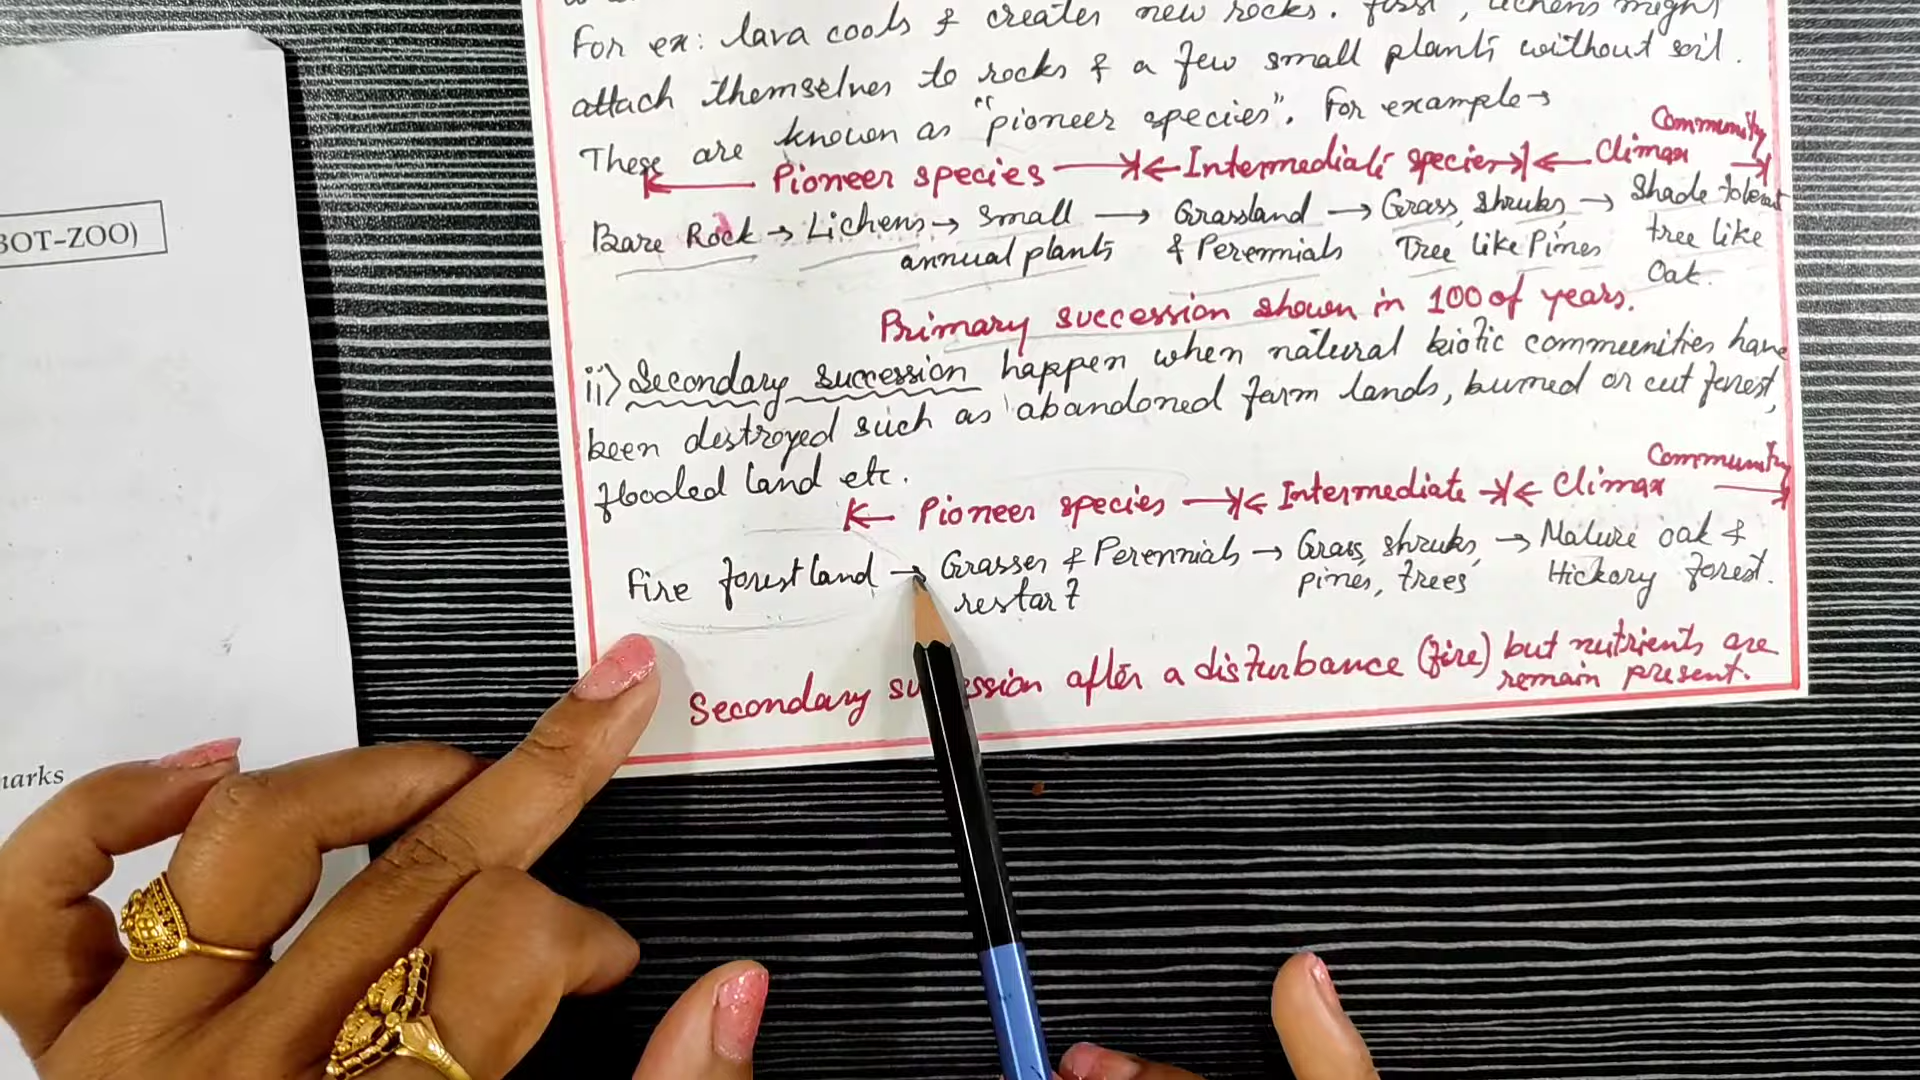 For ex: lava cools & creates new rocks. first, lichens might
attach themselves to rocks & a few small plants without soil.
These are known as "pioneer species". For example→
Pioneer species Intermediate species Climax Community
Bare Rock → Lichens → Small annual plants → Grassland & Perennials → Grass, Shrubs, Tree like Pines → Shade tolerant tree like Oak.
Primary succession shown in 100 of years.
ii) Secondary succession happen when natural biotic communities have
been destroyed such as abandoned farm lands, burned or cut forest,
flooded land etc.
Pioneer species Intermediate Climax Community
Fire forest land → Grasses & Perennials restart → Grass, shrubs, pines, trees → Mature oak & Hickory forest.
Secondary succession after a disturbance (fire) but nutrients are remain present.
BOT-ZOO)
marks